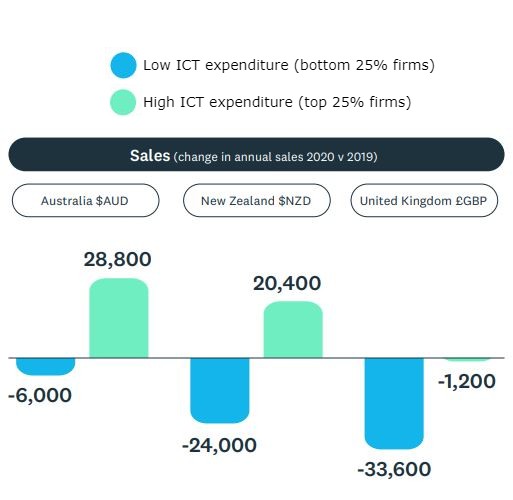 Low ICT expenditure (bottom 25% firms)
High ICT expenditure (top 25% firms)
Sales (change in annual sales 2020 v 2019)
Australia $AUD
New Zealand $NZD
United Kingdom £GBP
28,800
20,400
-6,000
-1,200
-24,000
-33,600